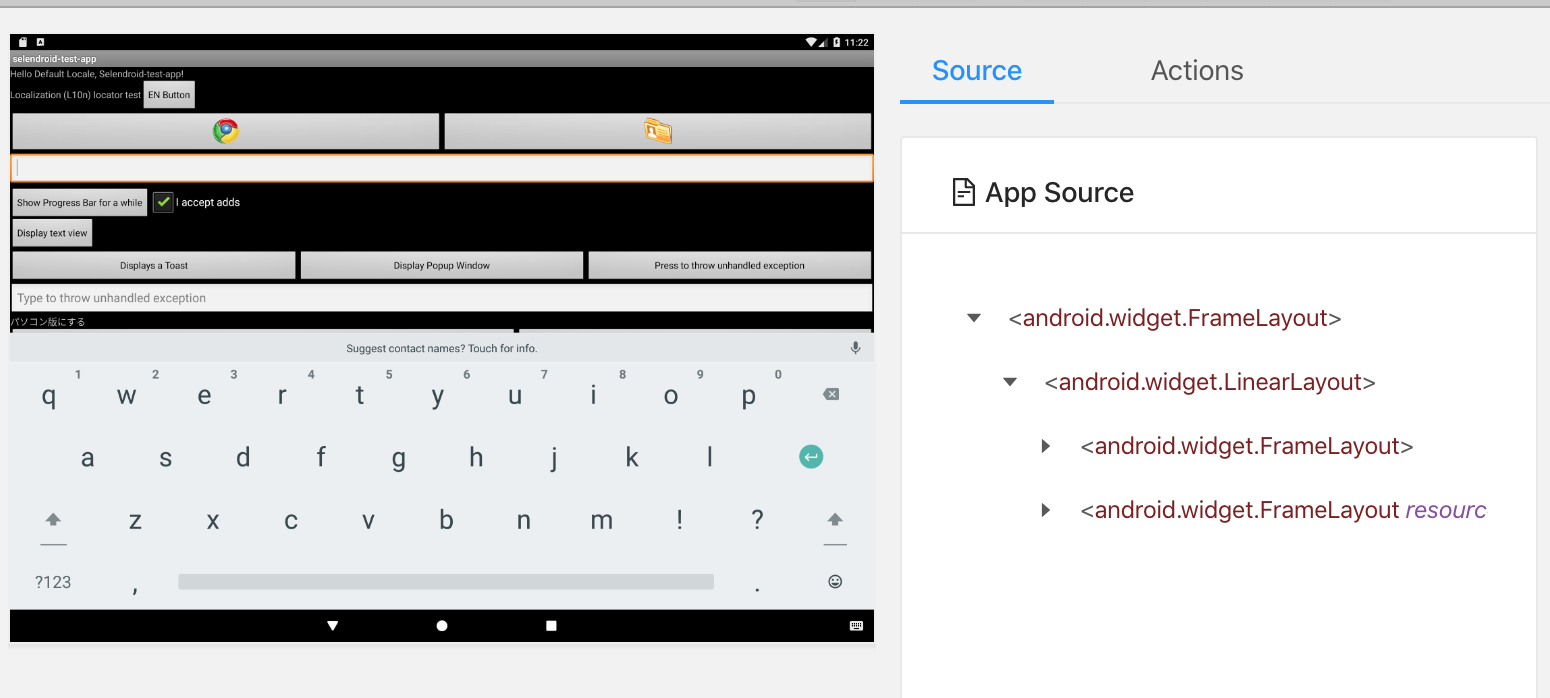 11:22
selendroid-test-app
Hello Default Locale, Selendroid-test-app!
Localization (L10n) locator test EN Button
Show Progress Bar for a while I accept adds
Display text view
Displays a Toast Display Popup Window Press to throw unhandled exception
Type to throw unhandled exception
パソコン版にする
Suggest contact names? Touch for info.
1 2 3 4 5 6 7 8 9 0
q w e r t y u i o p
a s d f g h j k l
z x c v b n m ! ?
?123 , .
Source Actions
App Source
<android.widget.FrameLayout>
<android.widget.LinearLayout>
<android.widget.FrameLayout>
<android.widget.FrameLayout resourc